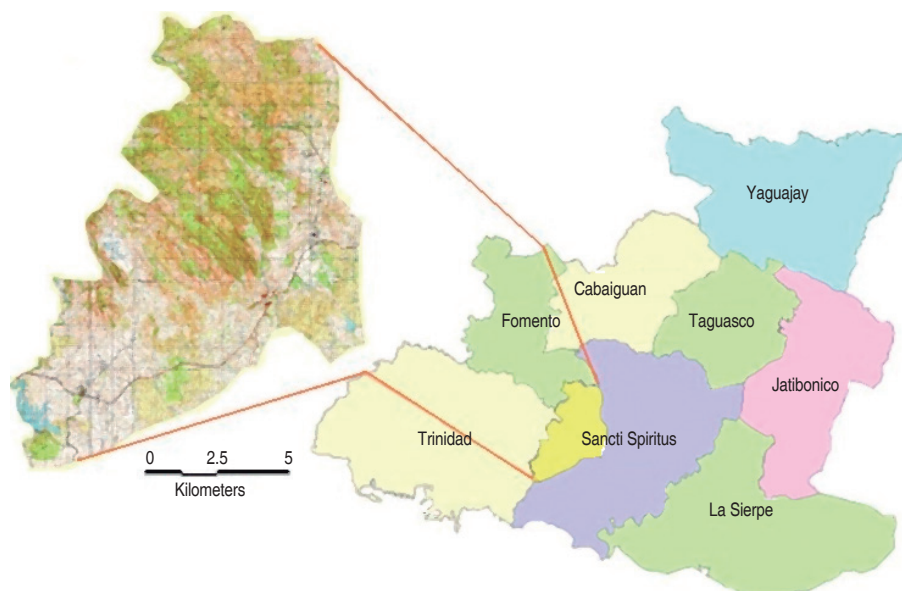 Yaguajay
Cabaiguan
Fomento
Taguasco
Jatibonico
Trinidad
Sancti Spiritus
0 2.5 5
Kilometers
La Sierpe